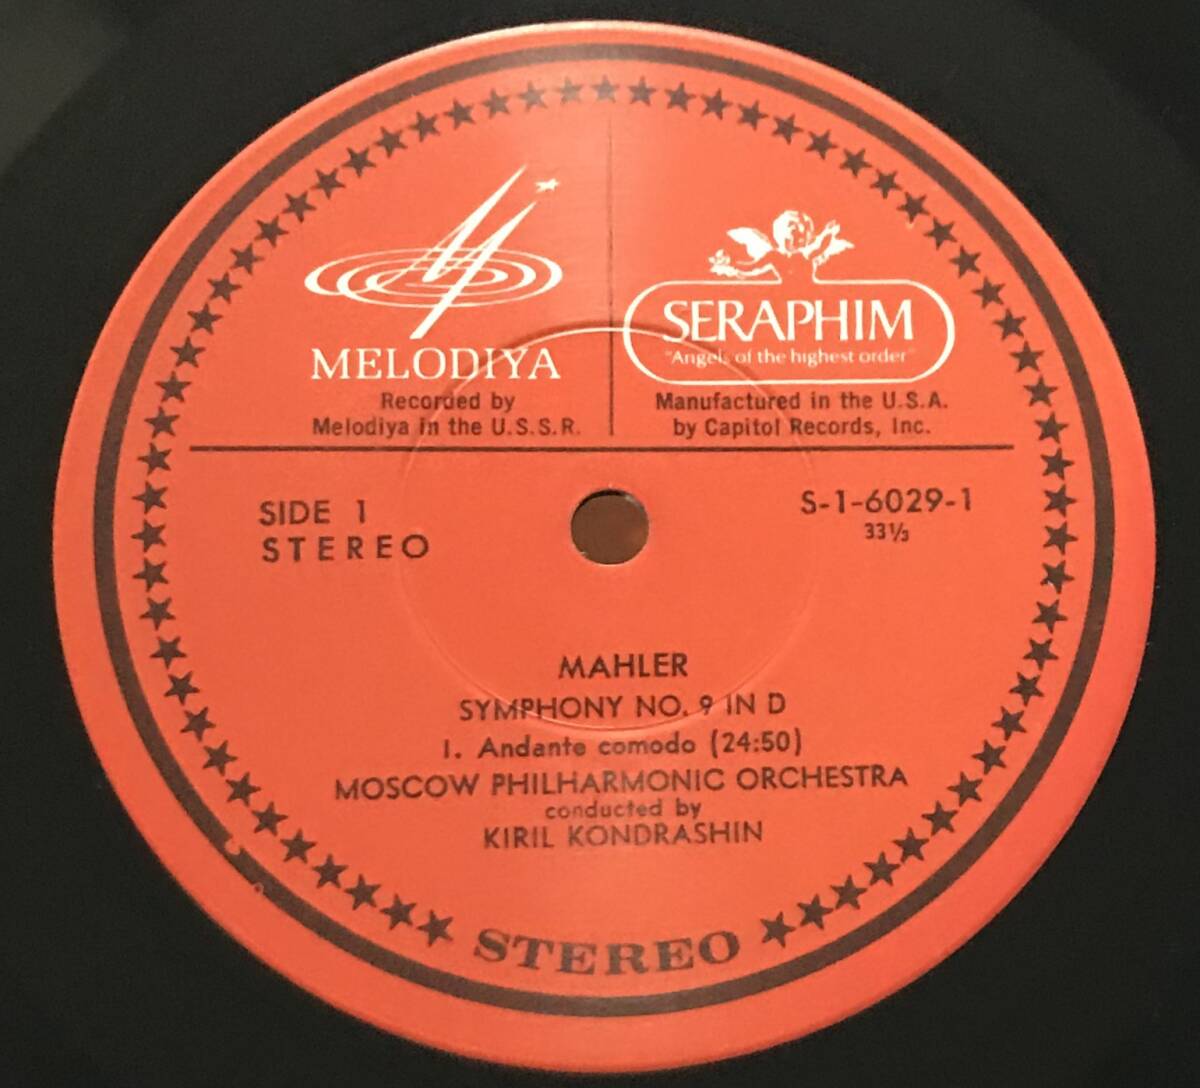 MELODIYA
Recorded by
Melodiya in the U.S.S.R.
SERAPHIM
"Angels of the highest order"
Manufactured in the U.S.A.
by Capitol Records, Inc.
SIDE 1
STEREO
S-1-6029-1
33⅓
MAHLER
SYMPHONY NO. 9 IN D
1. Andante comodo (24:50)
MOSCOW PHILHARMONIC ORCHESTRA
conducted by
KIRIL KONDRASHIN
STEREO